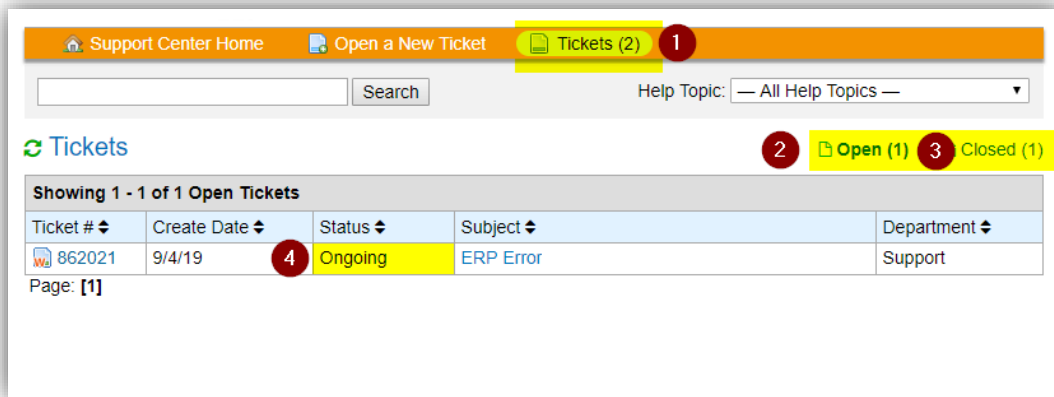 Support Center Home Open a New Ticket Tickets (2) 1
Search Help Topic: — All Help Topics —
Tickets 2 Open (1) 3 Closed (1)
Showing 1 - 1 of 1 Open Tickets
Ticket # Create Date Status Subject Department
862021 9/4/19 4 Ongoing ERP Error Support
Page: [1]